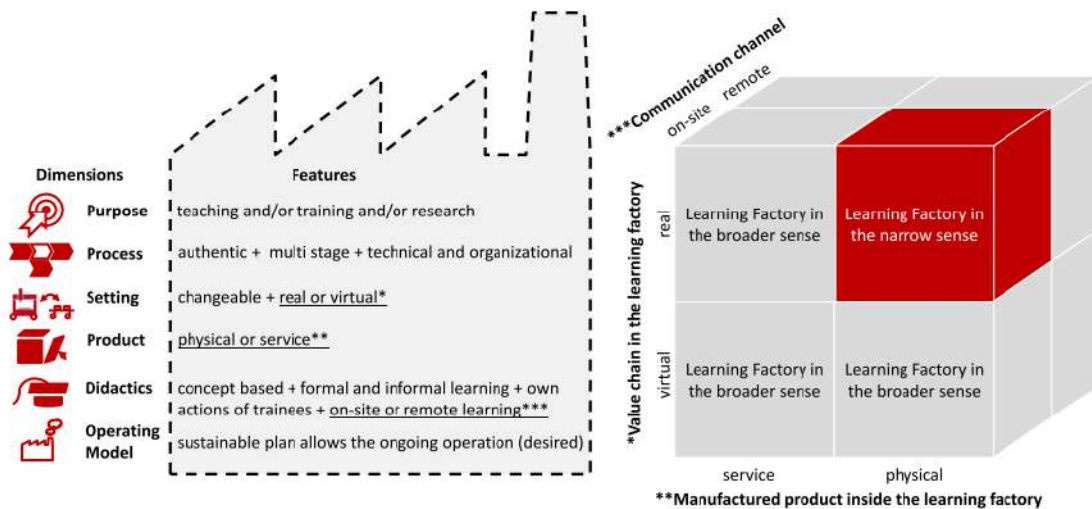 Dimensions
Features
Purpose
teaching and/or training and/or research
Process
authentic + multi stage + technical and organizational
Setting
changeable + real or virtual*
Product
physical or service**
Didactics
concept based + formal and informal learning + own
actions of trainees + on-site or remote learning***
Operating
Model
sustainable plan allows the ongoing operation (desired)
***Communication channel
on-site
remote
*Value chain in the learning factory
real
virtual
Learning Factory in
the broader sense
Learning Factory in
the narrow sense
Learning Factory in
the broader sense
Learning Factory in
the broader sense
service
physical
**Manufactured product inside the learning factory